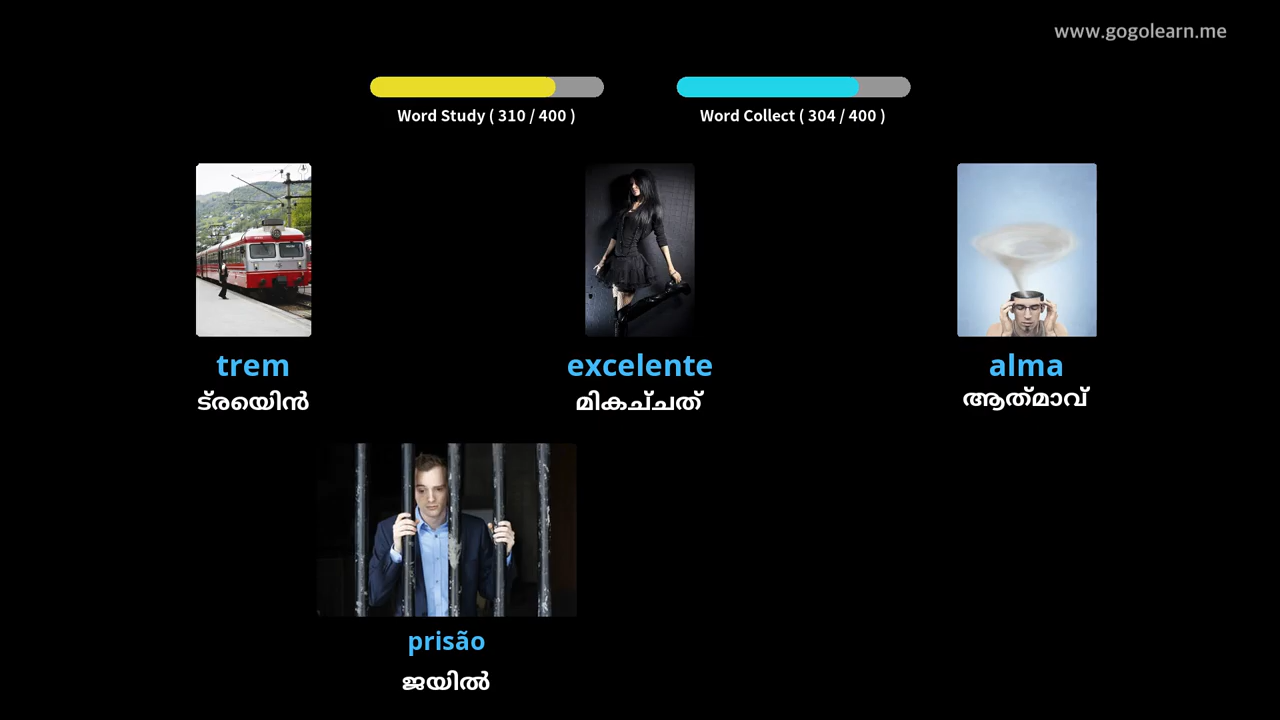 www.gogolearn.me
Word Study ( 310 / 400 )
Word Collect ( 304 / 400 )
trem
ട്രയെിൻ
excelente
മികച്ചത്
alma
ആത്മാവ്
prisão
ജയിൽ